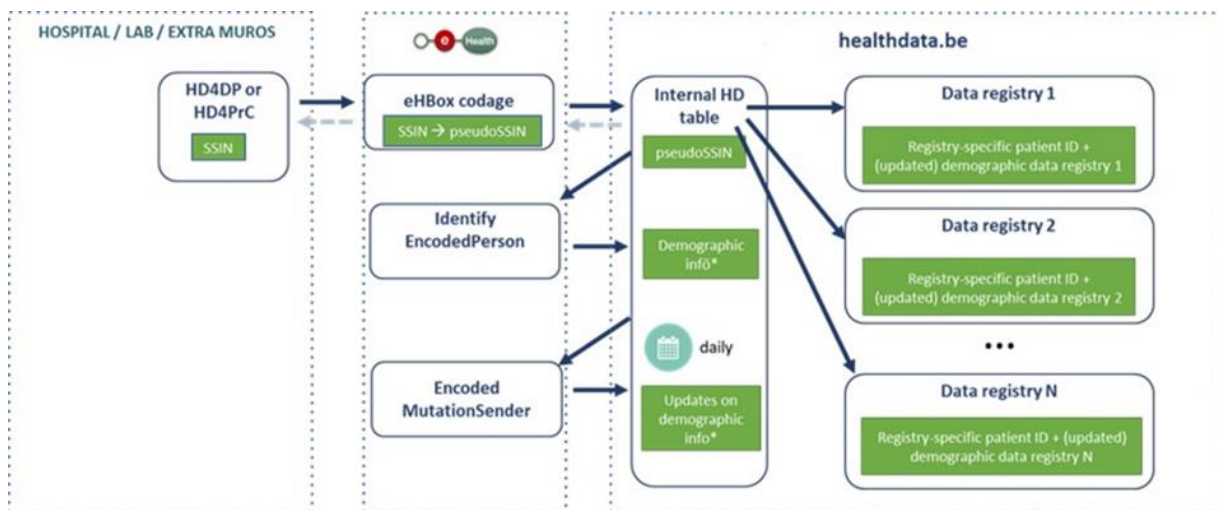 HOSPITAL / LAB / EXTRA MUROS
HD4DP or
HD4PrC
SSIN
e
Health
eHBox codage
SSIN → pseudoSSIN
Identify
EncodedPerson
Encoded
MutationSender
healthdata.be
Internal HD
table
pseudoSSIN
Demographic
infö*
daily
Updates on
demographic
info*
Data registry 1
Registry-specific patient ID +
(updated) demographic data registry 1
Data registry 2
Registry-specific patient ID +
(updated) demographic data registry 2
...
Data registry N
Registry-specific patient ID + (updated)
demographic data registry N